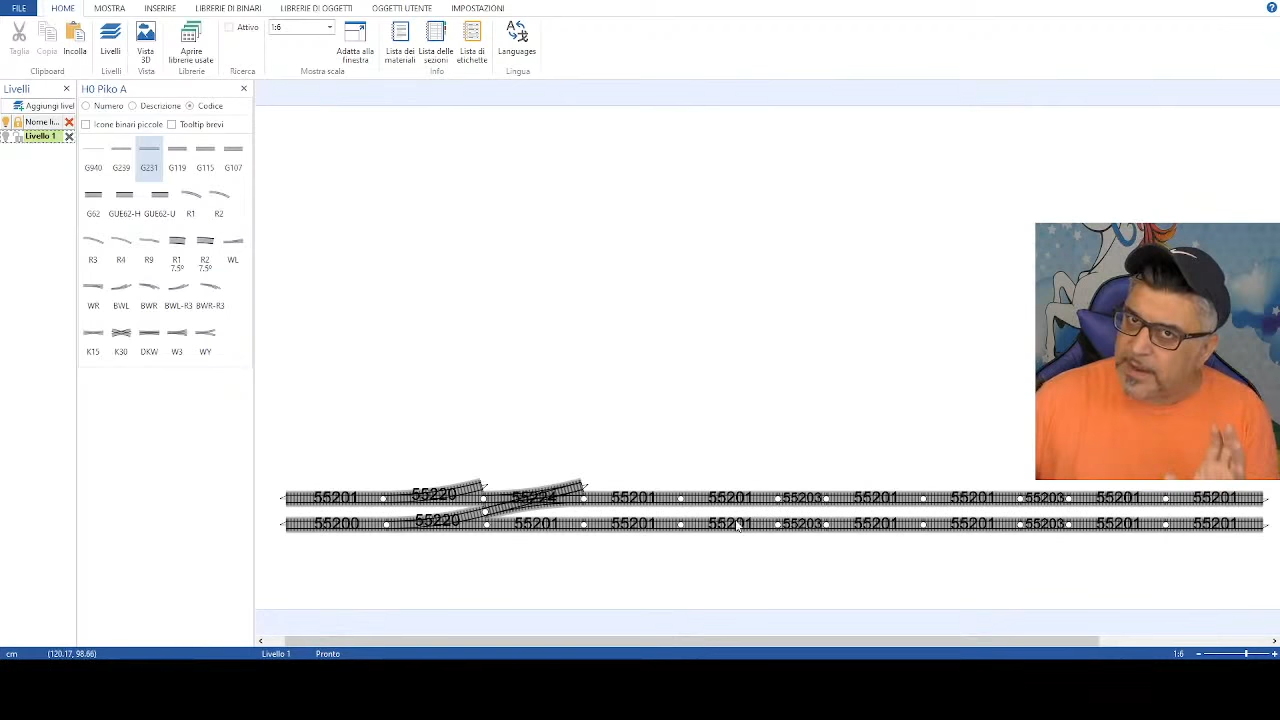 FILE HOME MOSTRA INSERIRE LIBRERIE DI BINARI LIBRERIE DI OGGETTI OGGETTI UTENTE IMPOSTAZIONI
Taglia Copia Incolla
Livelli
Vista 3D
Aprire librerie usate
Attivo
1:6
Adatta alla finestra
Lista dei materiali
Lista delle sezioni
Lista di etichette
Languages
Clipboard Livelli Vista Librerie Ricerca Mostra scala Info Lingua
Livelli
Aggiungi livel
Nome li...
Livello 1
H0 Piko A
Numero Descrizione Codice
Icone binari piccole Tooltip brevi
G940 G239 G231 G119 G115 G107
G62 GUE62-H GUE62-U R1 R2
R3 R4 R9 R1 7.5º R2 7.5º WL
WR BWL BWR BWL-R3 BWR-R3
K15 K30 DKW W3 WY
55201 55220 55224 55201 55201 55203 55201 55201 55203 55201 55201
55200 55220 55201 55201 55201 55203 55201 55201 55203 55201 55201
cm (120.17, 98.66) Livello 1 Pronto 1:6